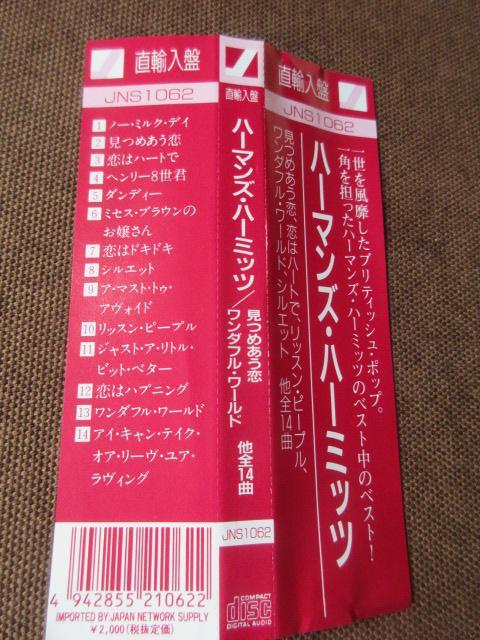 直輸入盤
JNS1062
1 ノー・ミルク・デイ
2 見つめあう恋
3 恋はハートで
4 ヘンリー8世君
5 ダンディー
6 ミセス・ブラウンの
お嬢さん
7 恋はドキドキ
8 シルエット
9 ア・マスト・トゥ・
アヴォイド
10 リッスン・ピープル
11 ジャスト・ア・リトル・
ビット・ベター
12 恋はハプニング
13 ワンダフル・ワールド
14 アイ・キャン・テイク・
オア・リーヴ・ユア・
ラヴィング
4 942855 210622
IMPORTED BY:JAPAN NETWORK SUPPLY
¥2,000(税抜定価)
直輸入盤
ハーマンズ・ハーミッツ/見つめあう恋
ワンダフル・ワールド
他全14曲
JNS1062
COMPACT
disc
DIGITAL AUDIO
直輸入盤
JNS1062
一世を風靡したブリティッシュ・ポップ。
一角を担ったハーマンズ・ハーミッツのベスト中のベスト!
ハーマンズ・ハーミッツ
見つめあう恋、恋はハートで、リッスン・ピープル、
ワンダフル・ワールド、シルエット 他全14曲